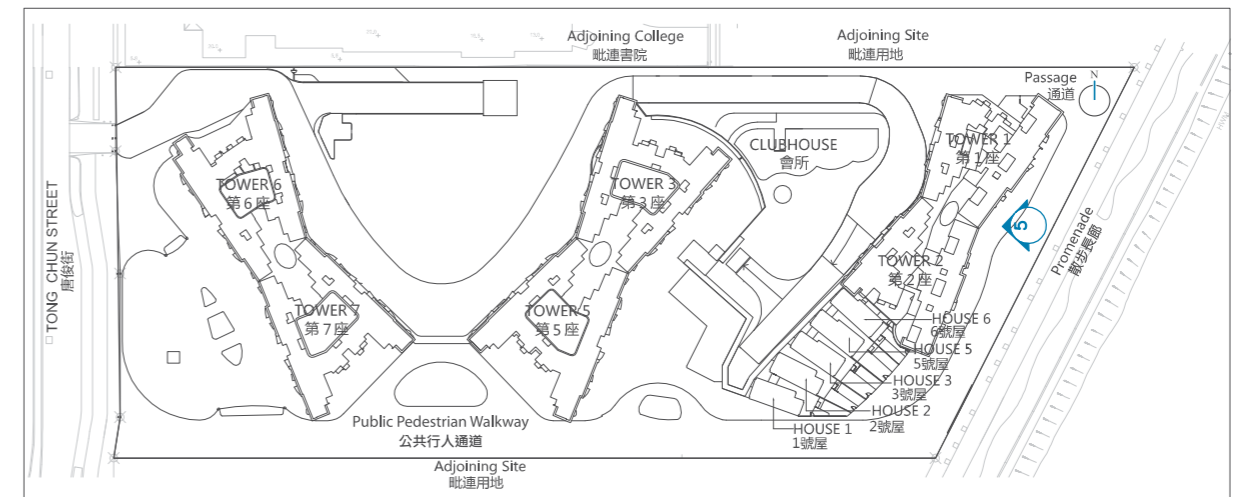 Adjoining College
毗連書院
Adjoining Site
毗連用地
Passage
通道
N
TOWER 1
第1座
CLUBHOUSE
會所
TOWER 6
第6座
TOWER 3
第3座
TONG CHUN STREET
唐俊街
5
Promenade
散步長廊
TOWER 2
第2座
TOWER 7
第7座
TOWER 5
第5座
HOUSE 6
6號屋
HOUSE 5
5號屋
HOUSE 3
3號屋
HOUSE 2
2號屋
HOUSE 1
1號屋
Public Pedestrian Walkway
公共行人通道
Adjoining Site
毗連用地